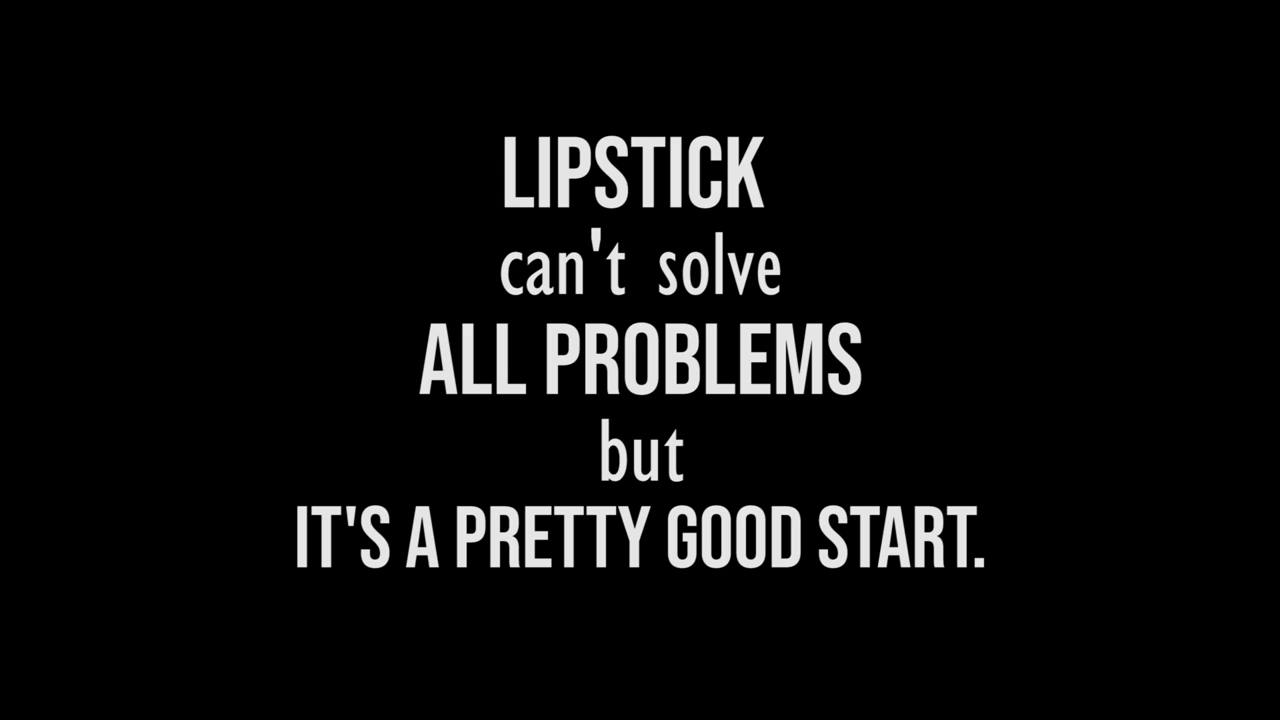 LIPSTICK
can't solve
ALL PROBLEMS
but
IT'S A PRETTY GOOD START.